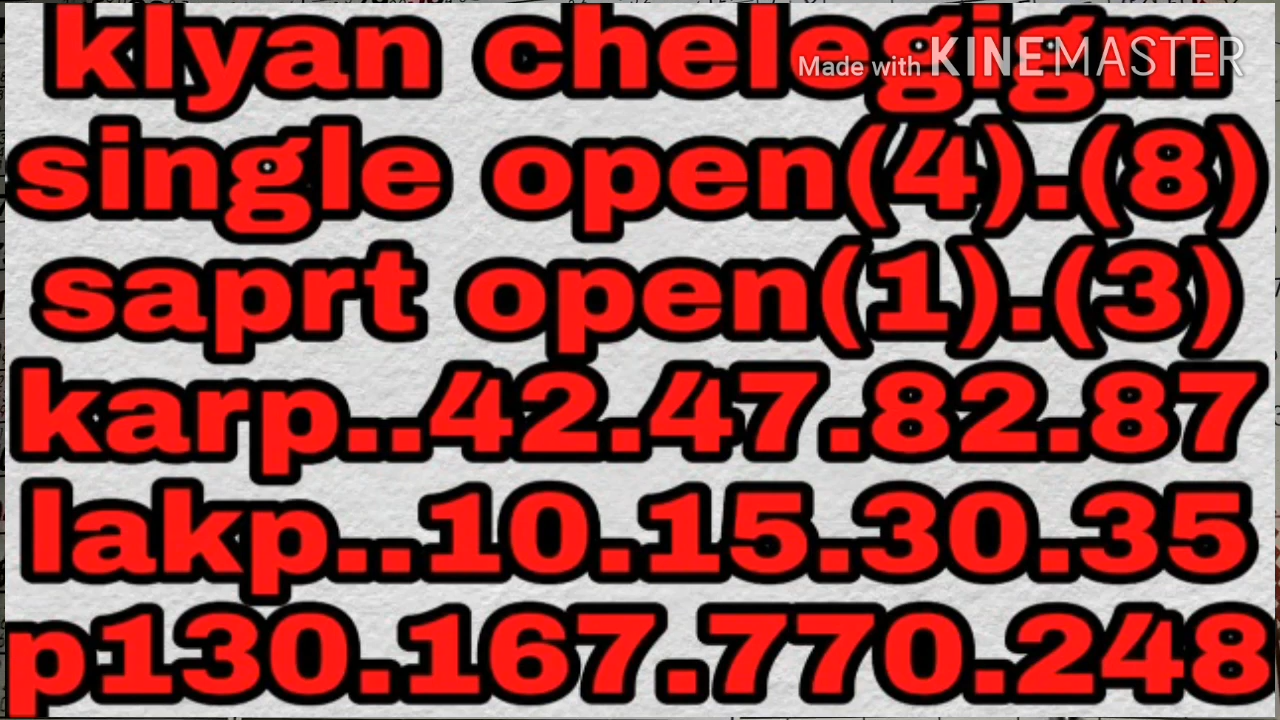 klyan chelegign.
Made with KINEMASTER
single open(4).(8)
saprt open(1).(3)
karp..42.47.82.87
lakp..10.15.30.35
p130.167.770.248